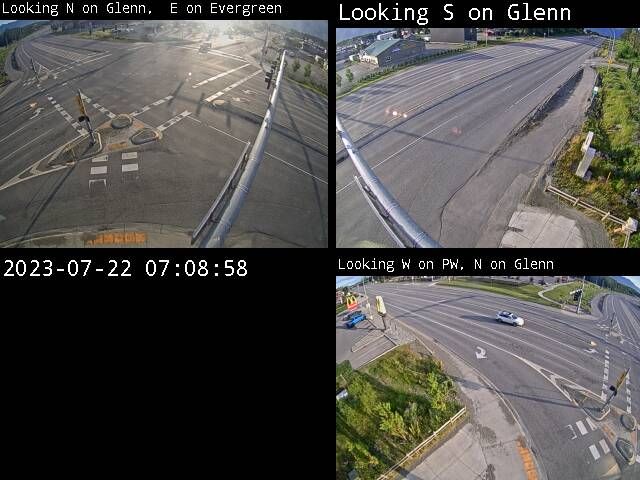 Looking N on Glenn,  E on Evergreen
Looking S on Glenn
2023-07-22 07:08:58
Looking W on PW, N on Glenn